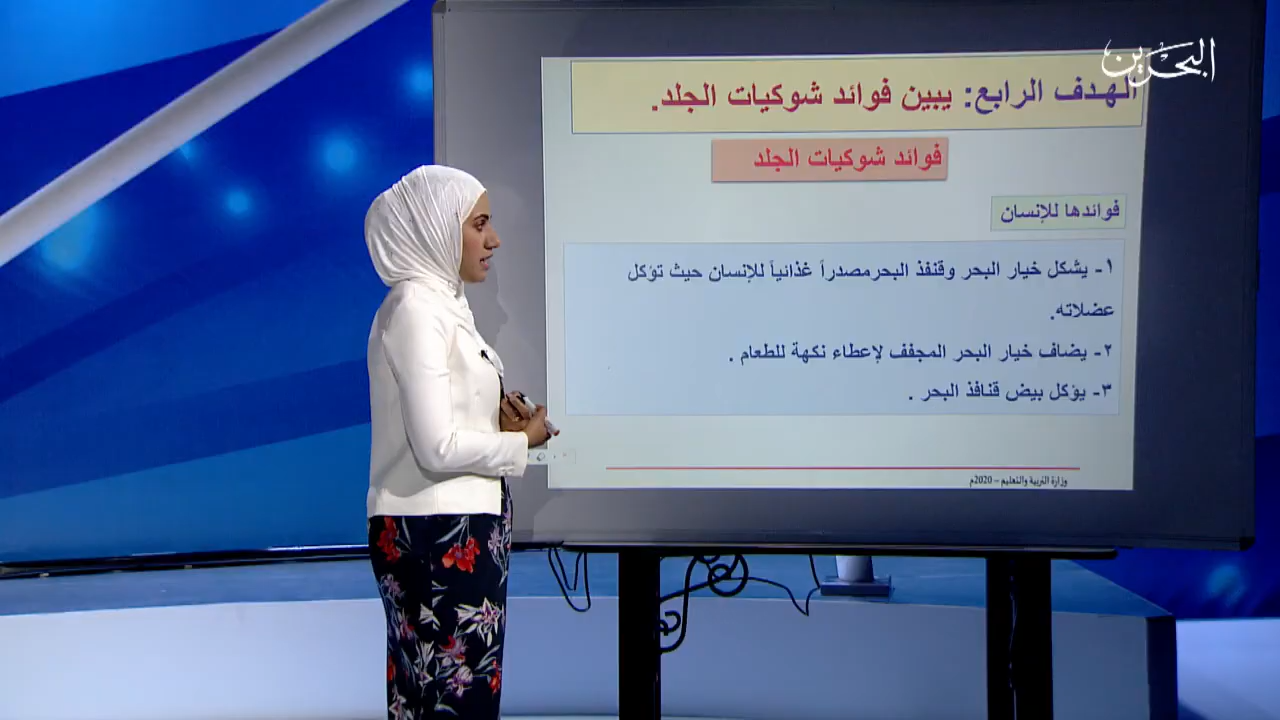 البحرين
الهدف الرابع: يبين فوائد شوكيات الجلد.
فوائد شوكيات الجلد
فوائدها للإنسان
١- يشكل خيار البحر وقنفذ البحرمصدراً غذائياً للإنسان حيث تؤكل
عضلاته.
٢- يضاف خيار البحر المجفف لإعطاء نكهة للطعام .
٣- يؤكل بيض قنافذ البحر .
وزارة التربية والتعليم – 2020م